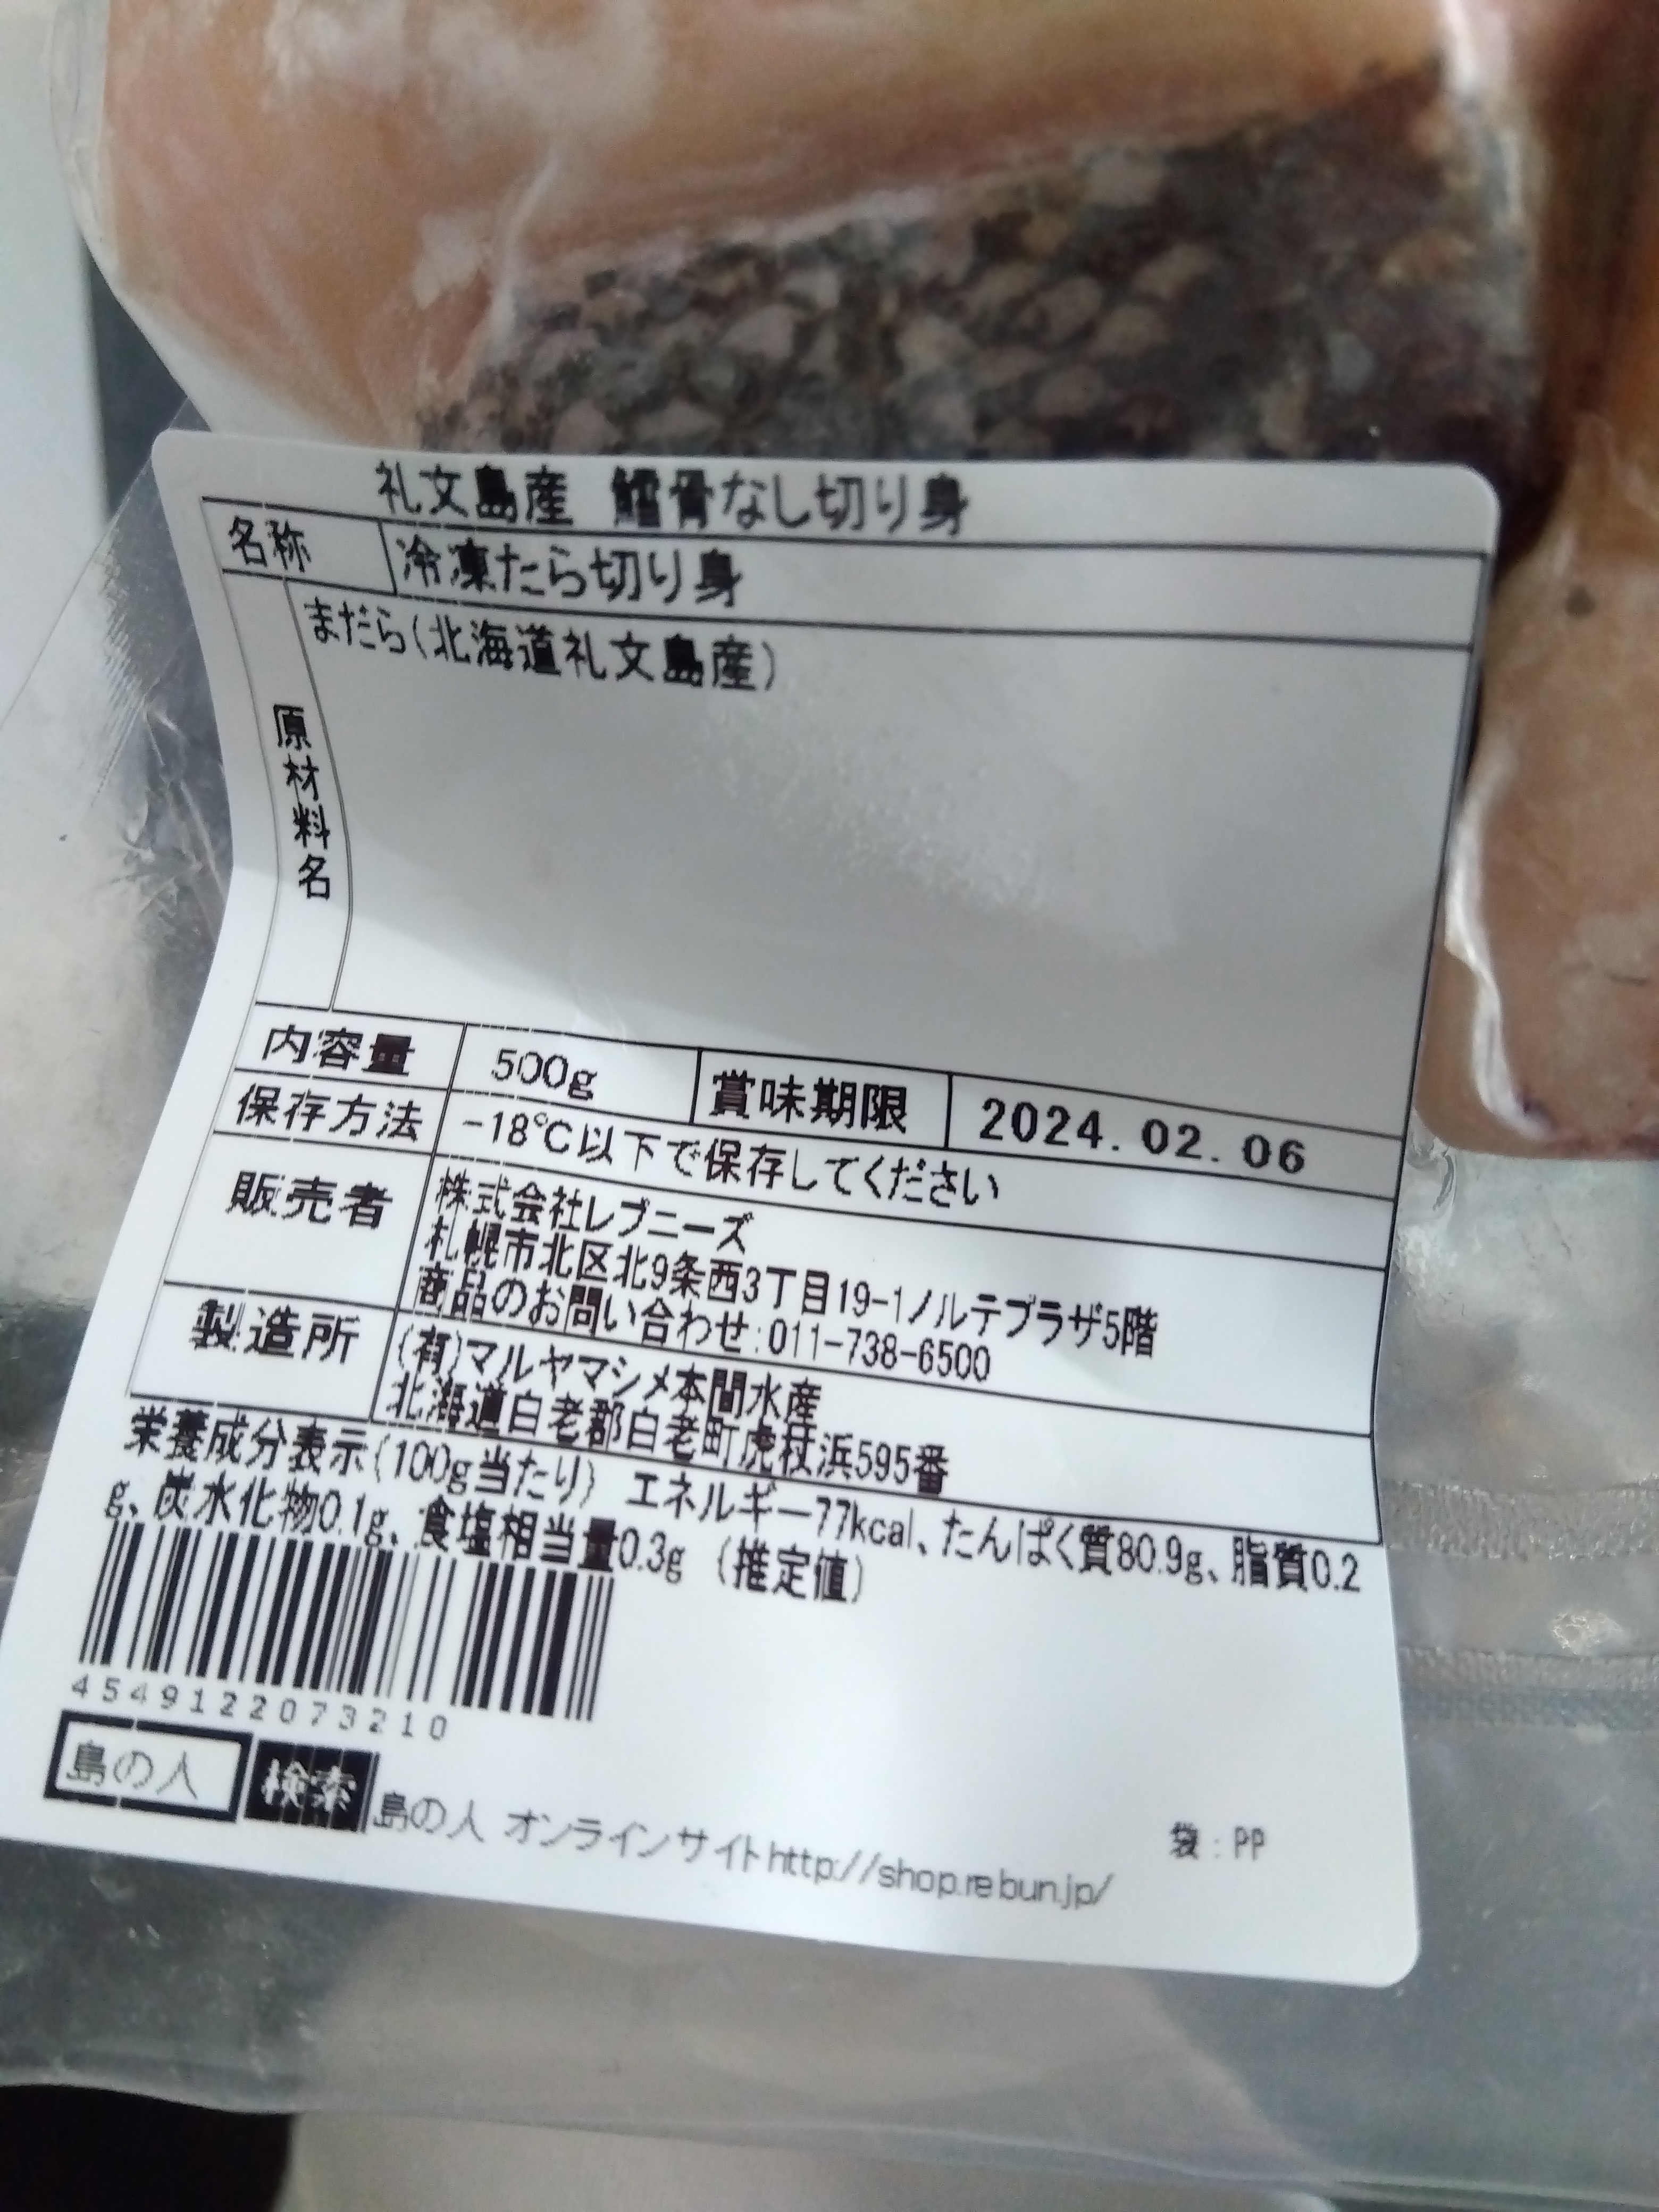 礼文島産 鱈骨なし切り身
名称 冷凍たら切り身
原材料名 まだら(北海道礼文島産)
内容量 500g 賞味期限 2024.02.06
保存方法 -18℃以下で保存してください
販売者 株式会社レブニーズ
札幌市北区北9条西3丁目19-1ノルテプラザ5階
商品のお問い合わせ:011-738-6500
製造所 (有)マルヤマシメ本間水産
北海道白老郡白老町虎杖浜595番
栄養成分表示(100g当たり) エネルギー77kcal、たんぱく質80.9g、脂質0.2
g、炭水化物0.1g、食塩相当量0.3g (推定値)
4549122073210
島の人 検索 島の人 オンラインサイトhttp://shop.rebun.jp/
袋:PP